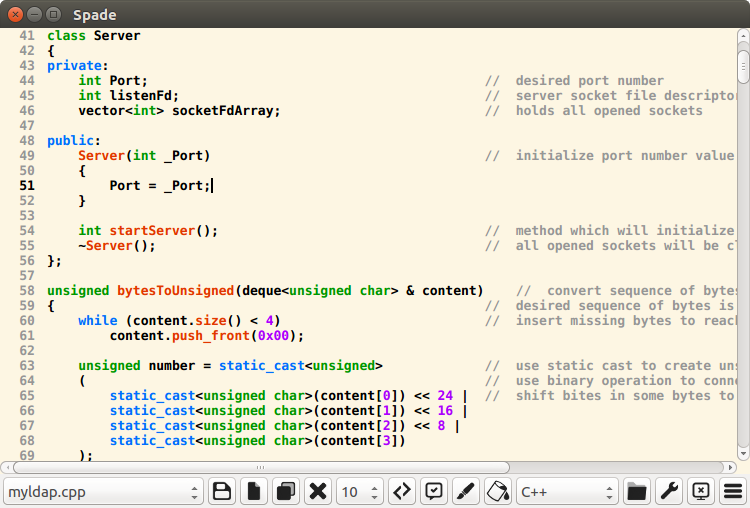 Spade
41 class Server
42 {
43 private:
44     int Port;                                           //  desired port number
45     int listenFd;                                       //  server socket file descriptor
46     vector<int> socketFdArray;                          //  holds all opened sockets
47
48 public:
49     Server(int _Port)                                   //  initialize port number value
50     {
51         Port = _Port;
52     }
53
54     int startServer();                                  //  method which will initialize
55     ~Server();                                          //  all opened sockets will be cl
56 };
57
58 unsigned bytesToUnsigned(deque<unsigned char> & content)    //  convert sequence of bytes
59 {                                                       //  desired sequence of bytes is
60     while (content.size() < 4)                          //  insert missing bytes to reach
61         content.push_front(0x00);
62
63     unsigned number = static_cast<unsigned>             //  use static cast to create uns
64     (                                                   //  use binary operation to conne
65         static_cast<unsigned char>(content[0]) << 24 |  //  shift bites in some bytes to
66         static_cast<unsigned char>(content[1]) << 16 |
67         static_cast<unsigned char>(content[2]) << 8 |
68         static_cast<unsigned char>(content[3])
69     );
myldap.cpp 10 C++